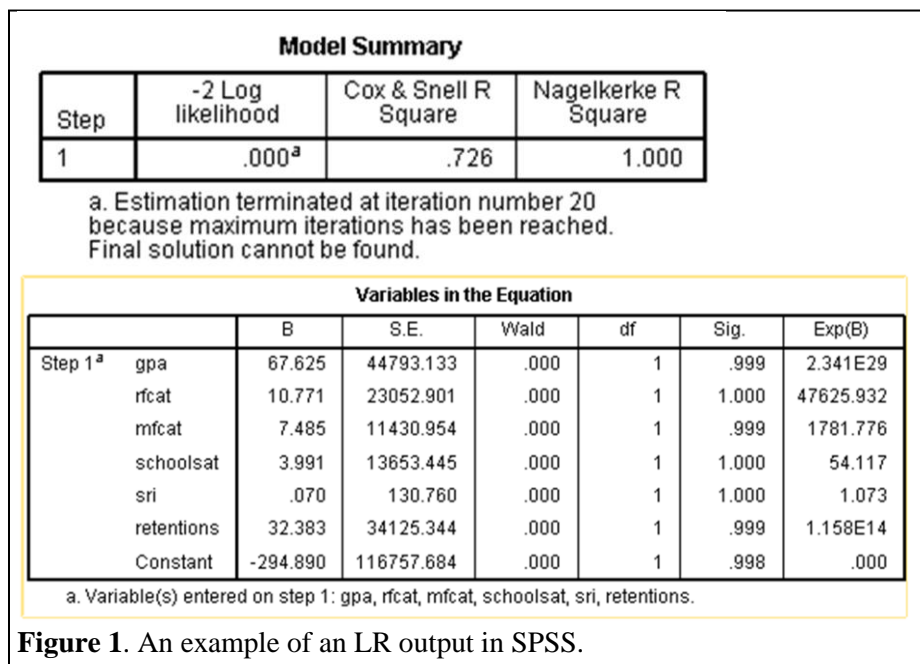 Model Summary
Step -2 Log likelihood Cox & Snell R Square Nagelkerke R Square
1 .000a .726 1.000
a. Estimation terminated at iteration number 20
because maximum iterations has been reached.
Final solution cannot be found.
Variables in the Equation
B S.E. Wald df Sig. Exp(B)
Step 1a gpa 67.625 44793.133 .000 1 .999 2.341E29
rfcat 10.771 23052.901 .000 1 1.000 47625.932
mfcat 7.485 11430.954 .000 1 .999 1781.776
schoolsat 3.991 13653.445 .000 1 1.000 54.117
sri .070 130.760 .000 1 1.000 1.073
retentions 32.383 34125.344 .000 1 .999 1.158E14
Constant -294.890 116757.684 .000 1 .998 .000
a. Variable(s) entered on step 1: gpa, rfcat, mfcat, schoolsat, sri, retentions.
Figure 1. An example of an LR output in SPSS.